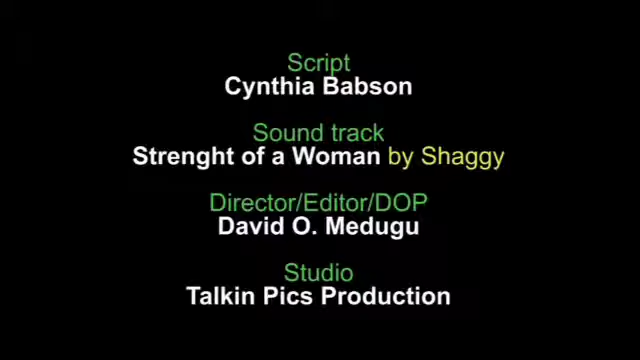 Script
Cynthia Babson
Sound track
Strenght of a Woman by Shaggy
Director/Editor/DOP
David O. Medugu
Studio
Talkin Pics Production